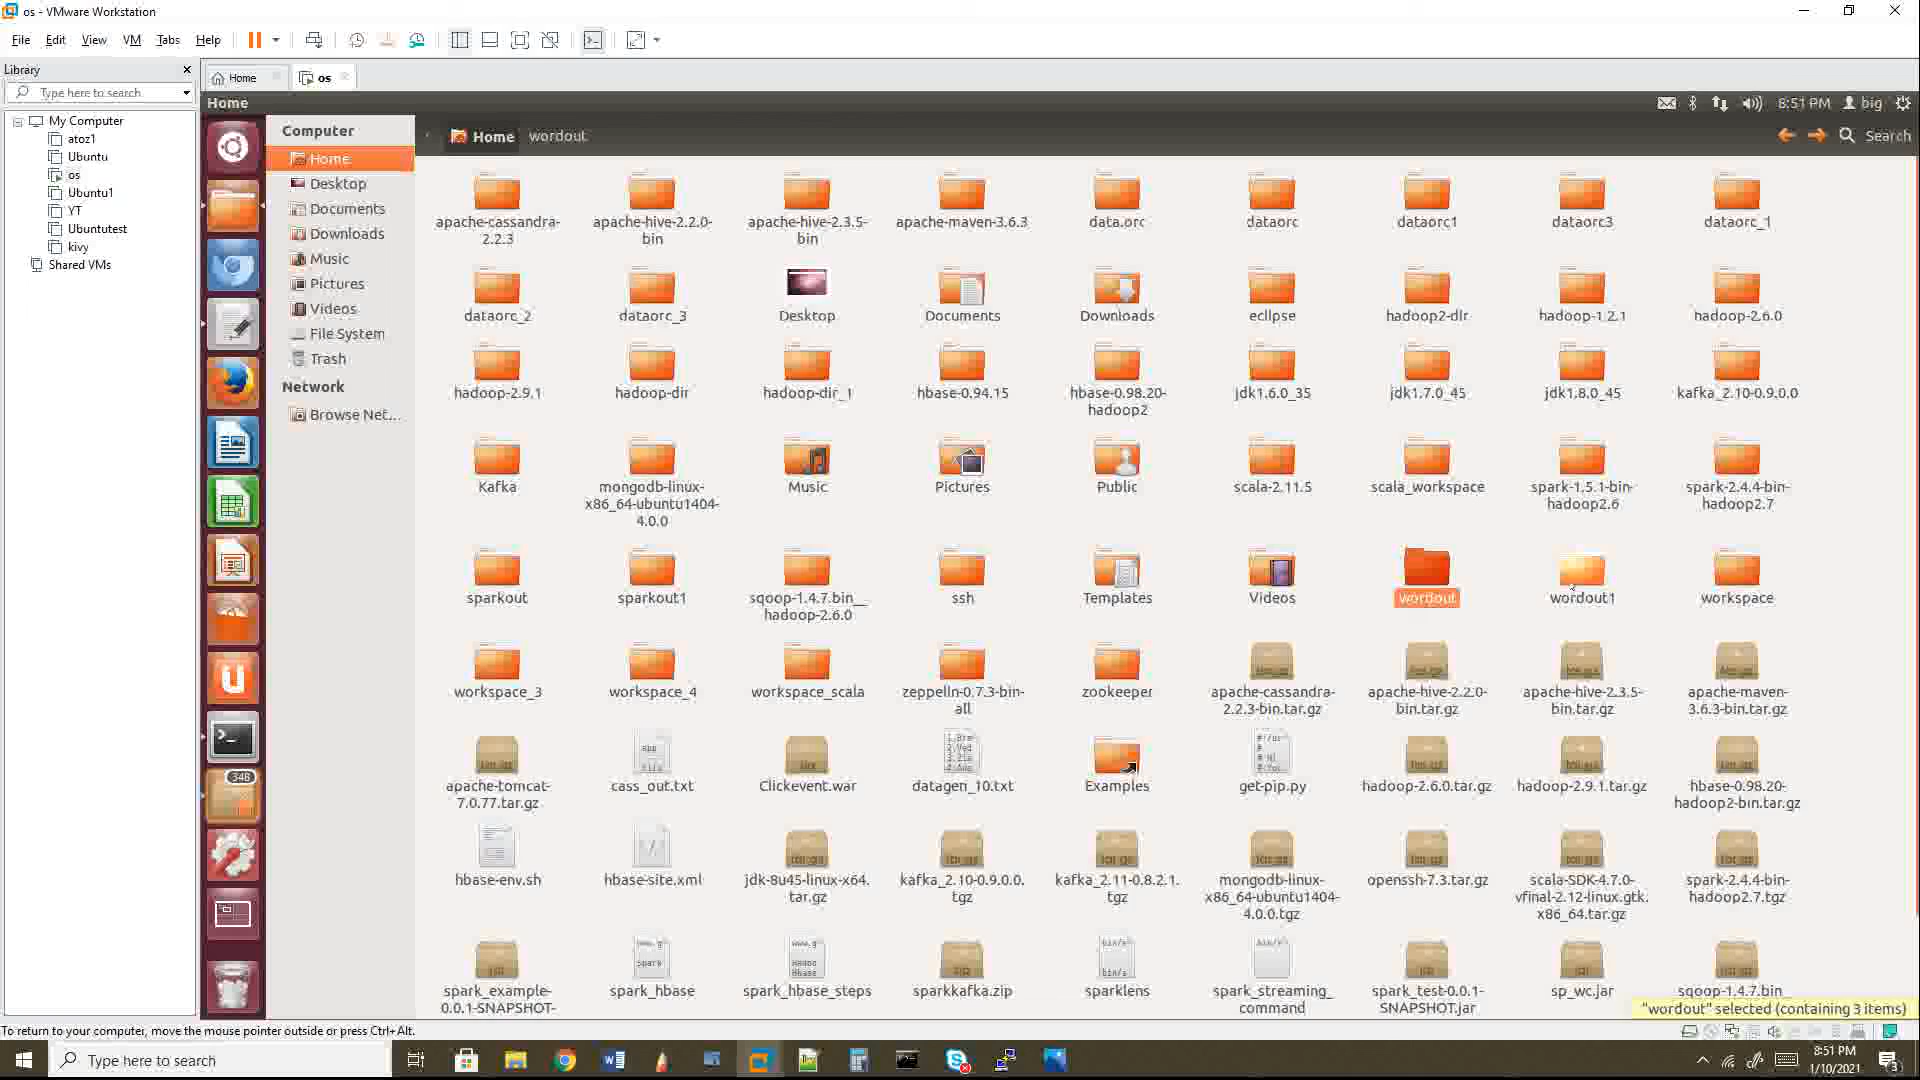 os - VMware Workstation
File Edit View VM Tabs Help
Library
Type here to search
My Computer
atoz1
Ubuntu
os
Ubuntu1
YT
Ubuntutest
kivy
Shared VMs
Home
os
Home
8:51 PM
big
Computer
Home
Desktop
Documents
Downloads
Music
Pictures
Videos
File System
Trash
Network
Browse Net...
348
Home
wordout
Search
apache-cassandra-
2.2.3
apache-hive-2.2.0-
bin
apache-hive-2.3.5-
bin
apache-maven-3.6.3
data.orc
dataorc
dataorc1
dataorc3
dataorc_1
dataorc_2
dataorc_3
Desktop
Documents
Downloads
eclipse
hadoop2-dir
hadoop-1.2.1
hadoop-2.6.0
hadoop-2.9.1
hadoop-dir
hadoop-dir_1
hbase-0.94.15
hbase-0.98.20-
hadoop2
jdk1.6.0_35
jdk1.7.0_45
jdk1.8.0_45
kafka_2.10-0.9.0.0
Kafka
mongodb-linux-
x86_64-ubuntu1404-
4.0.0
Music
Pictures
Public
scala-2.11.5
scala_workspace
spark-1.5.1-bin-
hadoop2.6
spark-2.4.4-bin-
hadoop2.7
sparkout
sparkout1
sqoop-1.4.7.bin__
hadoop-2.6.0
ssh
Templates
Videos
wordout
wordout1
workspace
workspace_3
workspace_4
workspace_scala
zeppelin-0.7.3-bin-
all
zookeeper
apache-cassandra-
2.2.3-bin.tar.gz
apache-hive-2.2.0-
bin.tar.gz
apache-hive-2.3.5-
bin.tar.gz
apache-maven-
3.6.3-bin.tar.gz
apache-tomcat-
7.0.77.tar.gz
cass_out.txt
Clickevent.war
datagen_10.txt
Examples
get-pip.py
hadoop-2.6.0.tar.gz
hadoop-2.9.1.tar.gz
hbase-0.98.20-
hadoop2-bin.tar.gz
hbase-env.sh
hbase-site.xml
jdk-8u45-linux-x64.
tar.gz
kafka_2.10-0.9.0.0.
tgz
kafka_2.11-0.8.2.1.
tgz
mongodb-linux-
x86_64-ubuntu1404-
4.0.0.tgz
openssh-7.3.tar.gz
scala-SDK-4.7.0-
vfinal-2.12-linux.gtk.
x86_64.tar.gz
spark-2.4.4-bin-
hadoop2.7.tgz
spark_example-
0.0.1-SNAPSHOT-
spark_hbase
spark_hbase_steps
sparkkafka.zip
sparklens
spark_streaming_
command
spark_test-0.0.1-
SNAPSHOT.jar
sp_wc.jar
sqoop-1.4.7.bin__
"wordout" selected (containing 3 items)
To return to your computer, move the mouse pointer outside or press Ctrl+Alt.
Type here to search
8:51 PM
1/10/2021
3